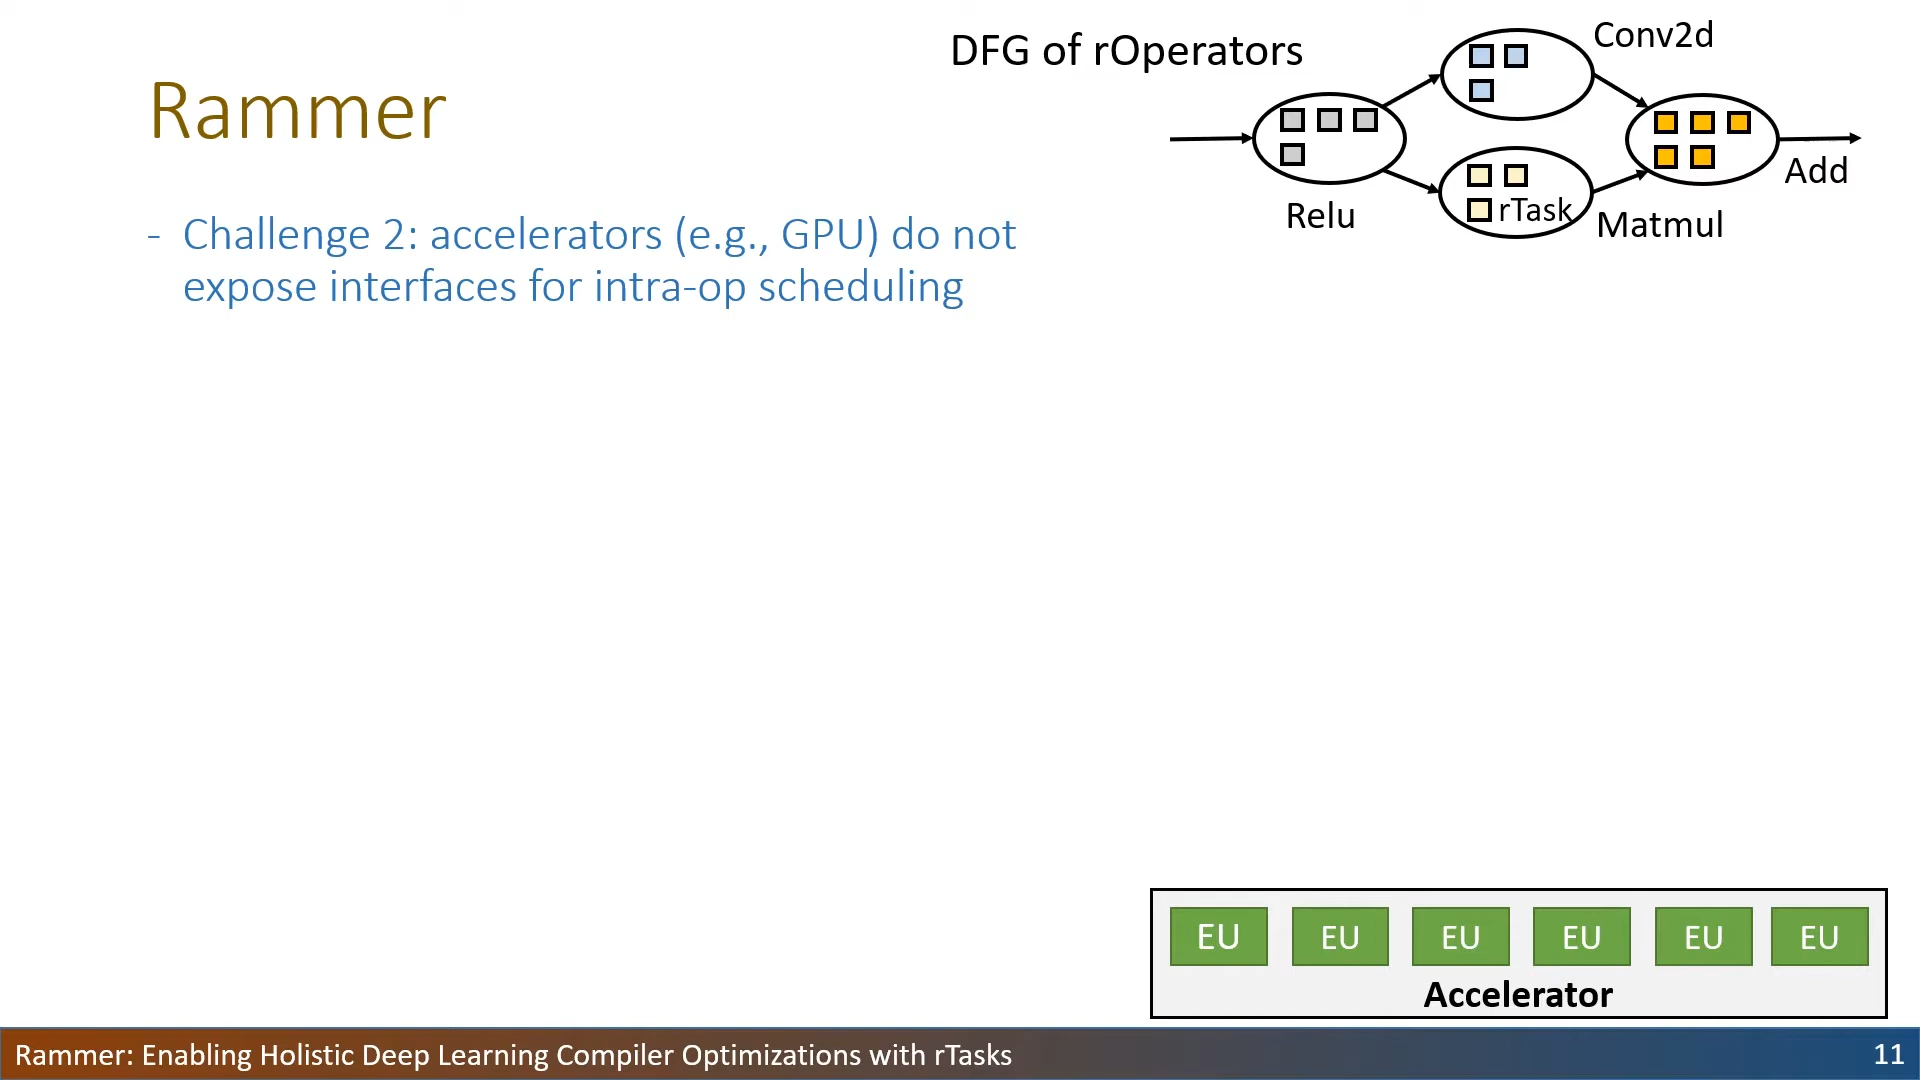 Rammer
- Challenge 2: accelerators (e.g., GPU) do not
expose interfaces for intra-op scheduling
DFG of rOperators
Conv2d
Relu
rTask
Matmul
Add
EU EU EU EU EU EU
Accelerator
Rammer: Enabling Holistic Deep Learning Compiler Optimizations with rTasks
11